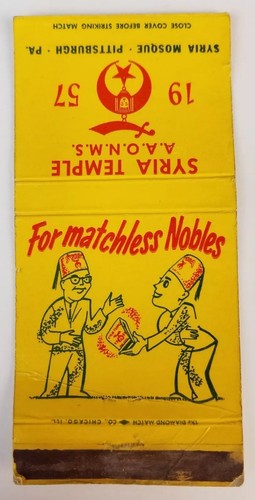 CLOSE COVER BEFORE STRIKING MATCH
SYRIA MOSQUE · PITTSBURGH · PA.
19 57
SYRIA TEMPLE
A.A.O.N.M.S.
For matchless Nobles
THE DIAMOND MATCH CO., CHICAGO, ILL.